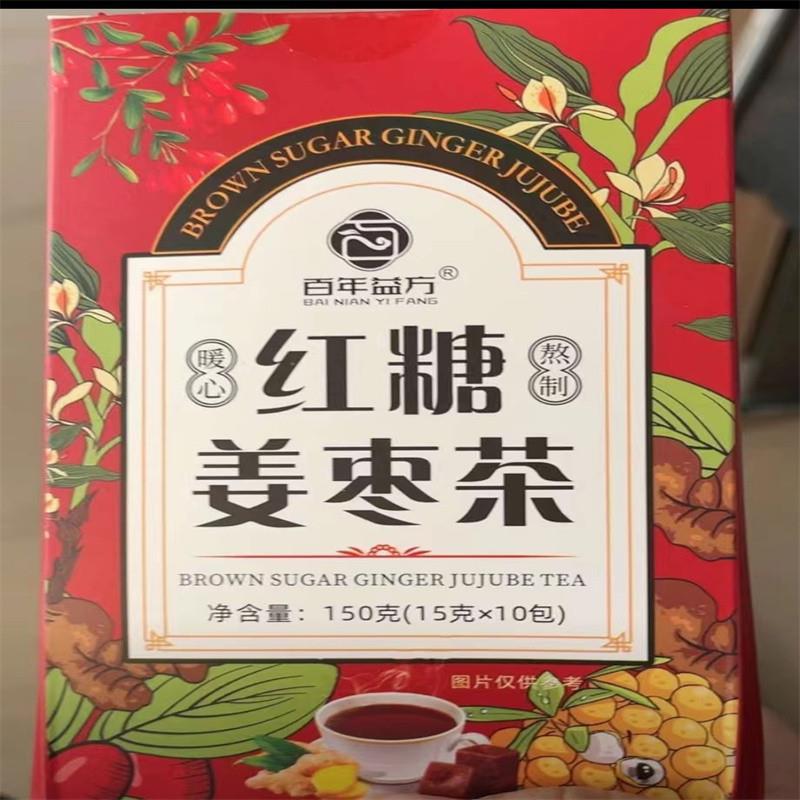 BROWN SUGAR GINGER JUJUBE
百年益方®
BAI NIAN YI FANG
暖心
红糖
熬制
姜枣茶
BROWN SUGAR GINGER JUJUBE TEA
净含量：150克(15克×10包)
图片仅供参考